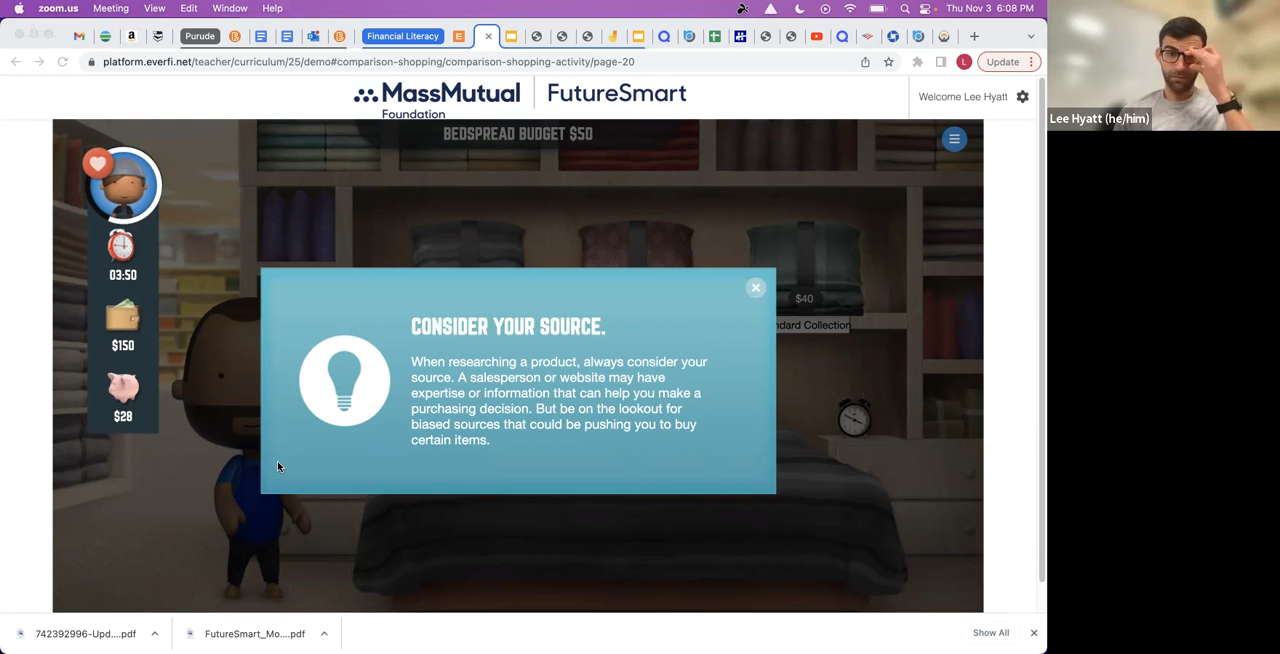 zoom.us Meeting View Edit Window Help Thu Nov 3 6:08 PM
Purude Financial Literacy
platform.everfi.net/teacher/curriculum/25/demo#comparison-shopping/comparison-shopping-activity/page-20 L Update
MassMutual FutureSmart
Foundation
Welcome Lee Hyatt
Lee Hyatt (he/him)
BEDSPREAD BUDGET $50
03:50
$150
$28
$40
ndard Collection
CONSIDER YOUR SOURCE.
When researching a product, always consider your
source. A salesperson or website may have
expertise or information that can help you make a
purchasing decision. But be on the lookout for
biased sources that could be pushing you to buy
certain items.
742392996-Upd....pdf FutureSmart_Mo....pdf Show All